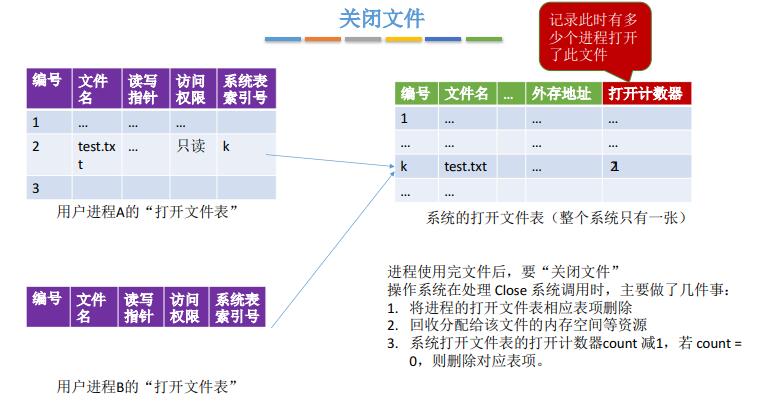 关闭文件
记录此时有多
少个进程打开
了此文件
编号 文件名 读写指针 访问权限 系统表索引号
1 … … …
2 test.txt … 只读 k
3
用户进程A的“打开文件表”
编号 文件名 … 外存地址 打开计数器
1 … … …
… … … …
k test.txt …
… …
系统的打开文件表（整个系统只有一张）
编号 文件名 读写指针 访问权限 系统表索引号
用户进程B的“打开文件表”
进程使用完文件后，要“关闭文件”
操作系统在处理 Close 系统调用时，主要做了几件事：
1. 将进程的打开文件表相应表项删除
2. 回收分配给该文件的内存空间等资源
3. 系统打开文件表的打开计数器count 减1，若 count =
0，则删除对应表项。